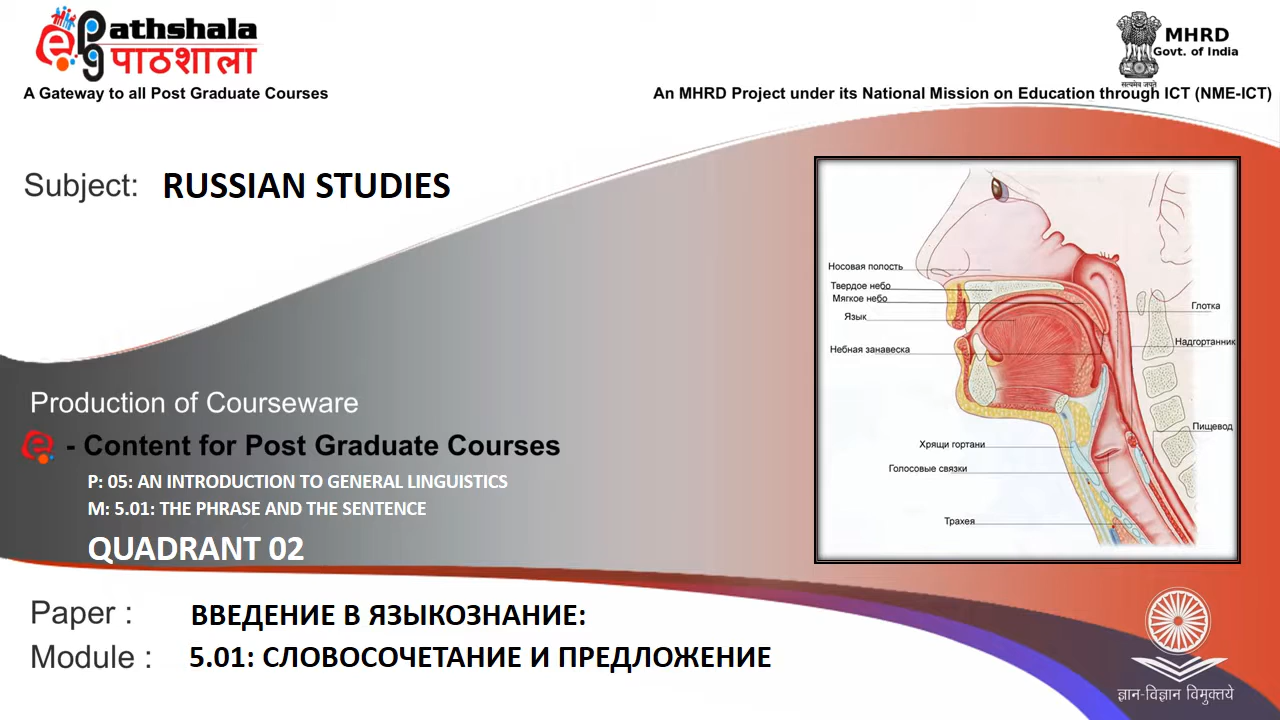 ePathshala
पाठशाला
A Gateway to all Post Graduate Courses
MHRD
Govt. of India
सत्यमेव जयते
An MHRD Project under its National Mission on Education through ICT (NME-ICT)
Subject: RUSSIAN STUDIES
Носовая полость
Твердое небо
Мягкое небо
Язык
Небная занавеска
Глотка
Надгортанник
Пищевод
Хрящи гортани
Голосовые связки
Трахея
Production of Courseware
e - Content for Post Graduate Courses
P: 05: AN INTRODUCTION TO GENERAL LINGUISTICS
M: 5.01: THE PHRASE AND THE SENTENCE
QUADRANT 02
Paper : ВВЕДЕНИЕ В ЯЗЫКОЗНАНИЕ:
Module : 5.01: СЛОВОСОЧЕТАНИЕ И ПРЕДЛОЖЕНИЕ
ज्ञान-विज्ञान विमुक्तये